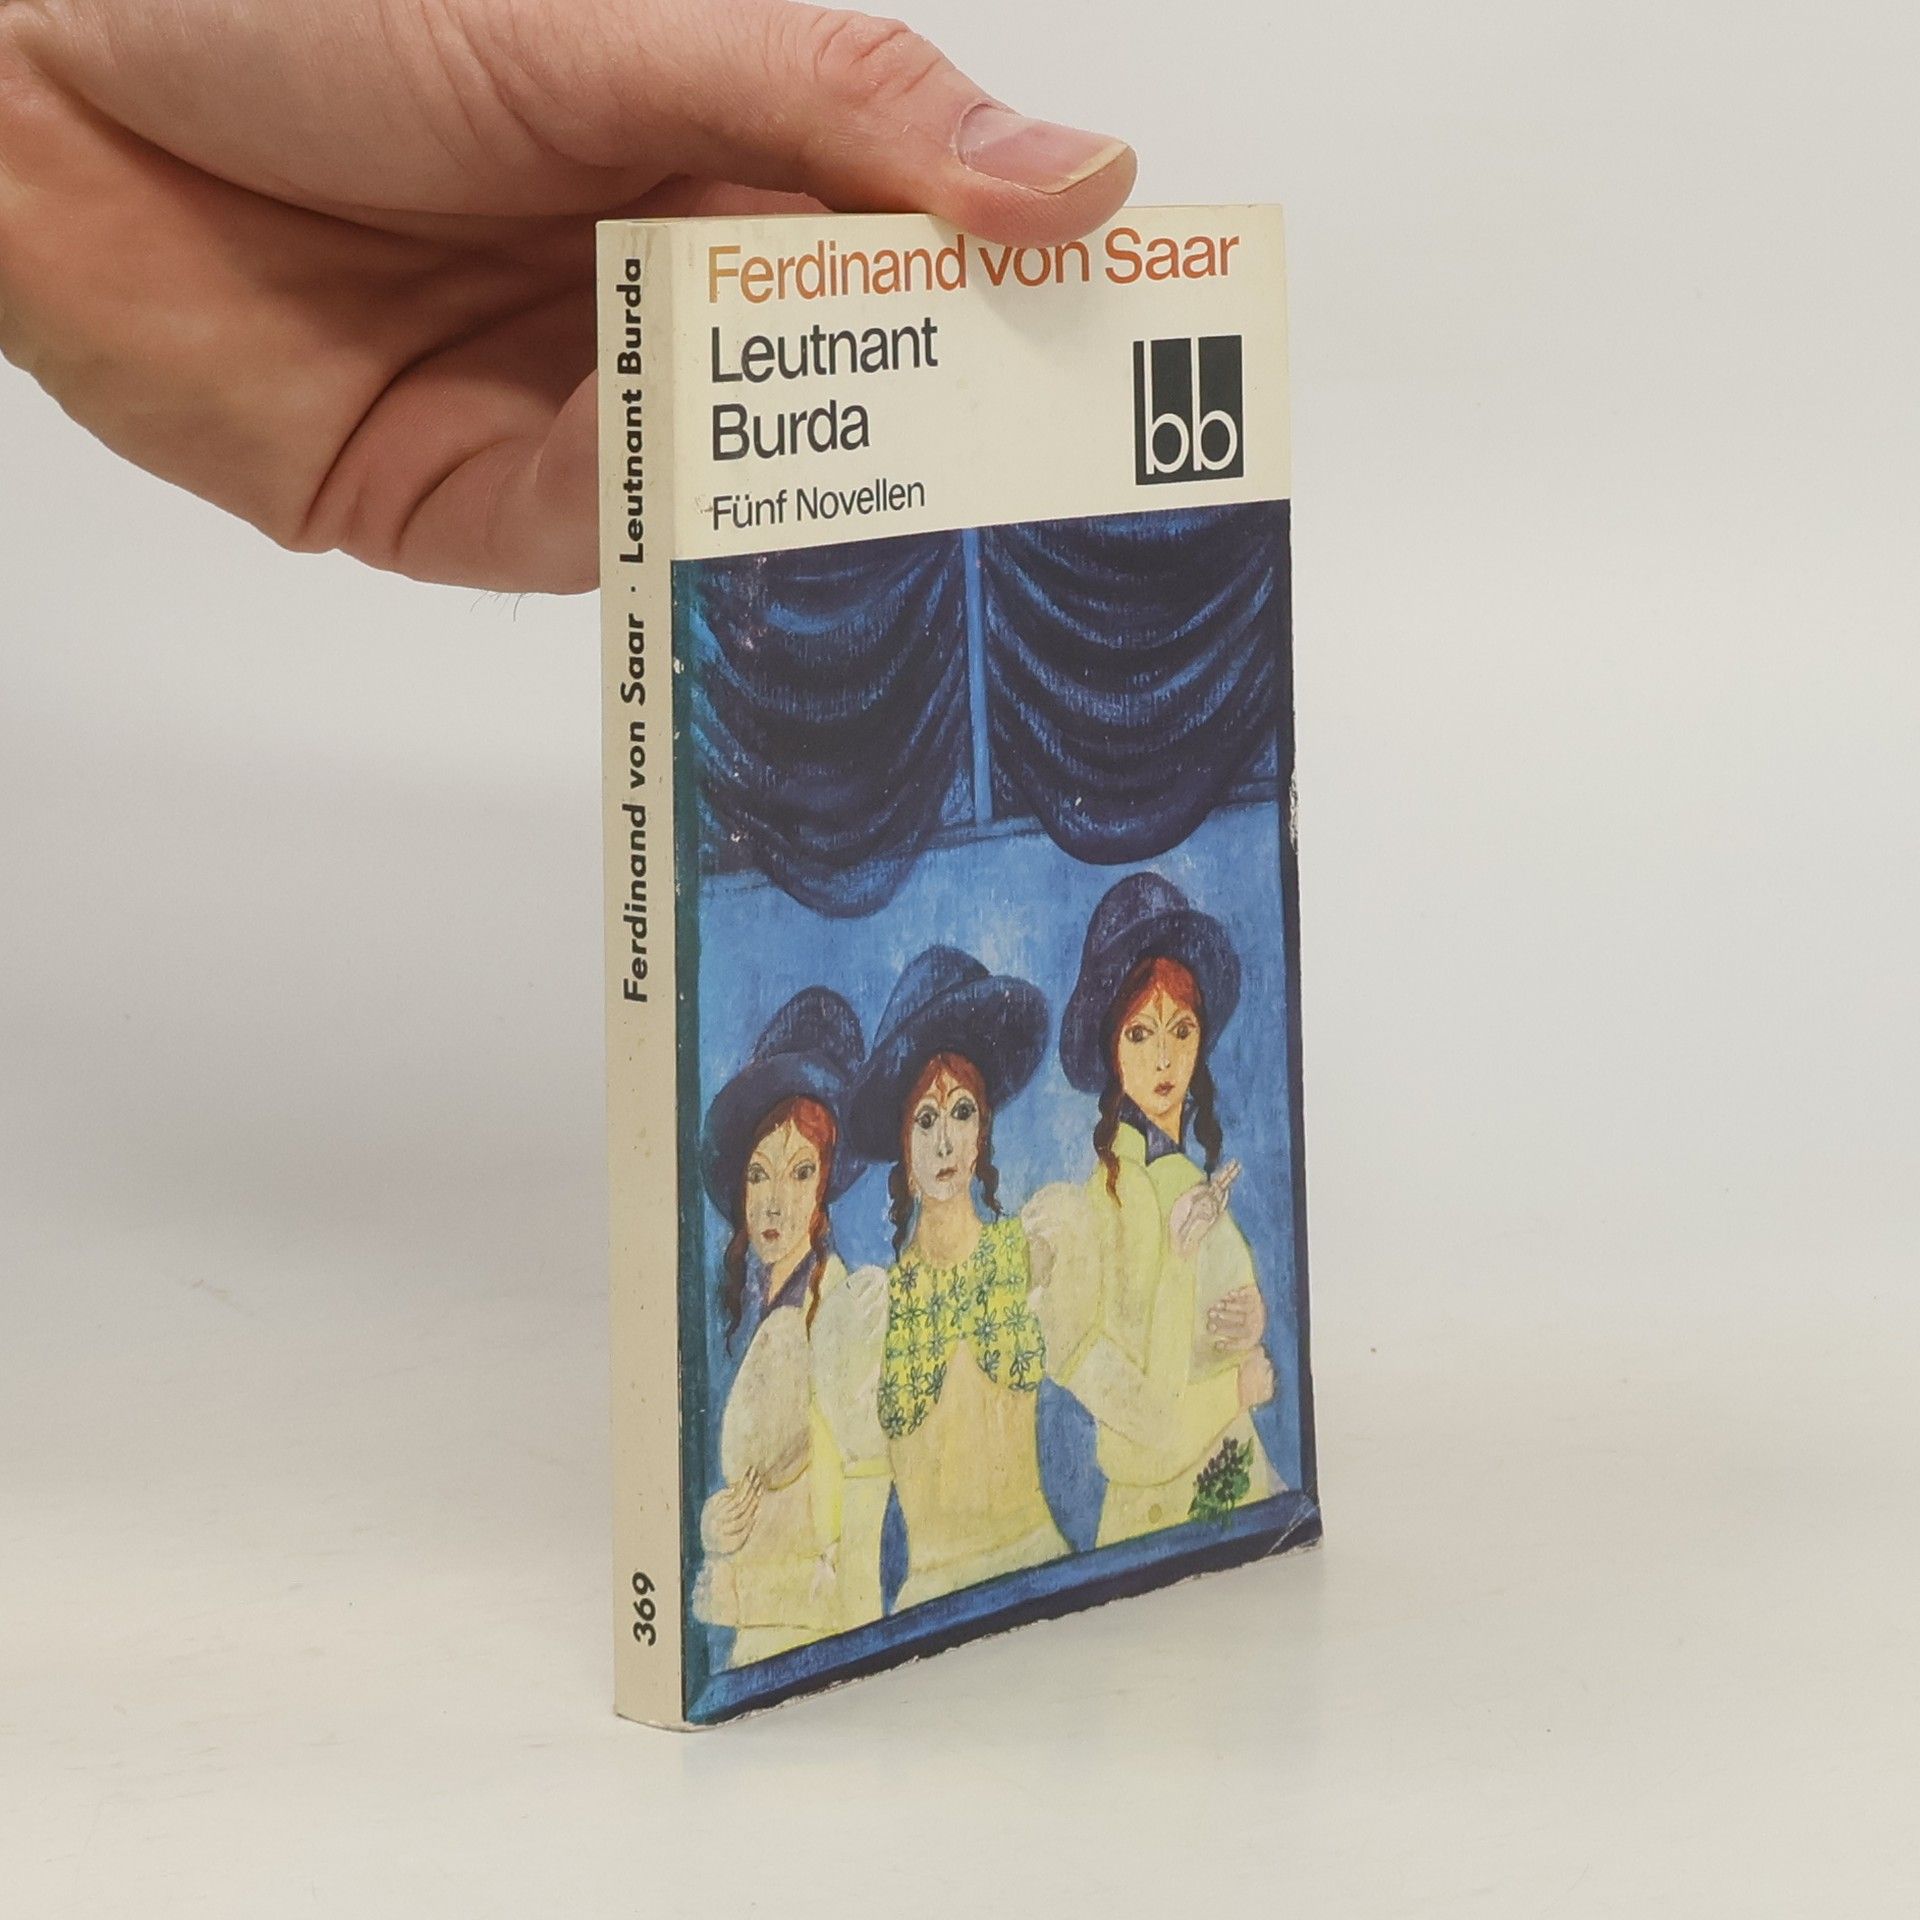 Ferdinand von Saar
Leutnant
Burda
Fünf Novellen
bb
Ferdinand von Saar · Leutnant Burda
369